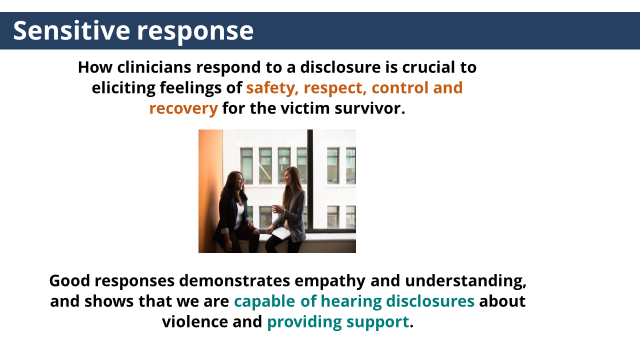 Sensitive response
How clinicians respond to a disclosure is crucial to
eliciting feelings of safety, respect, control and
recovery for the victim survivor.
Good responses demonstrates empathy and understanding,
and shows that we are capable of hearing disclosures about
violence and providing support.